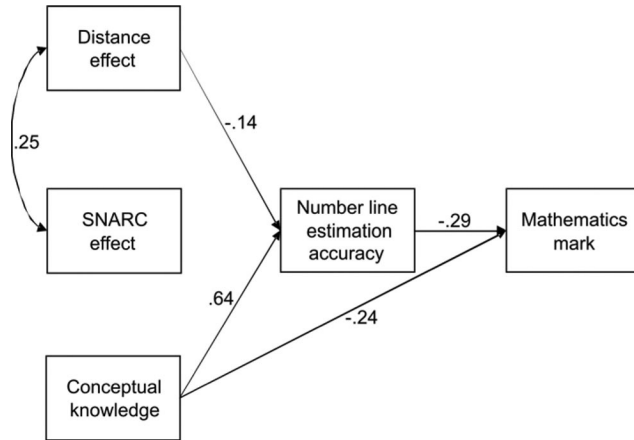 Distance
effect
-.14
.25
SNARC
effect
Number line
estimation
accuracy
-.29
Mathematics
mark
.64
-.24
Conceptual
knowledge